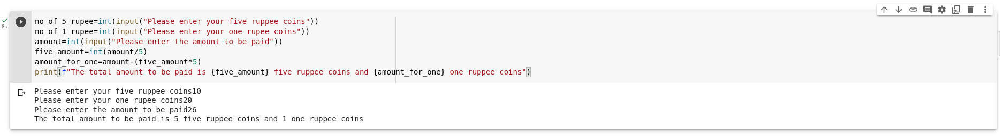 8s
no_of_5_rupee=int(input("Please enter your five ruppee coins"))
no_of_1_rupee=int(input("Please enter your one rupee coins"))
amount=int(input("Please enter the amount to be paid"))
five_amount=int(amount/5)
amount_for_one=amount-(five_amount*5)
print(f"The total amount to be paid is {five_amount} five ruppee coins and {amount_for_one} one ruppee coins")
Please enter your five ruppee coins10
Please enter your one rupee coins20
Please enter the amount to be paid26
The total amount to be paid is 5 five ruppee coins and 1 one ruppee coins